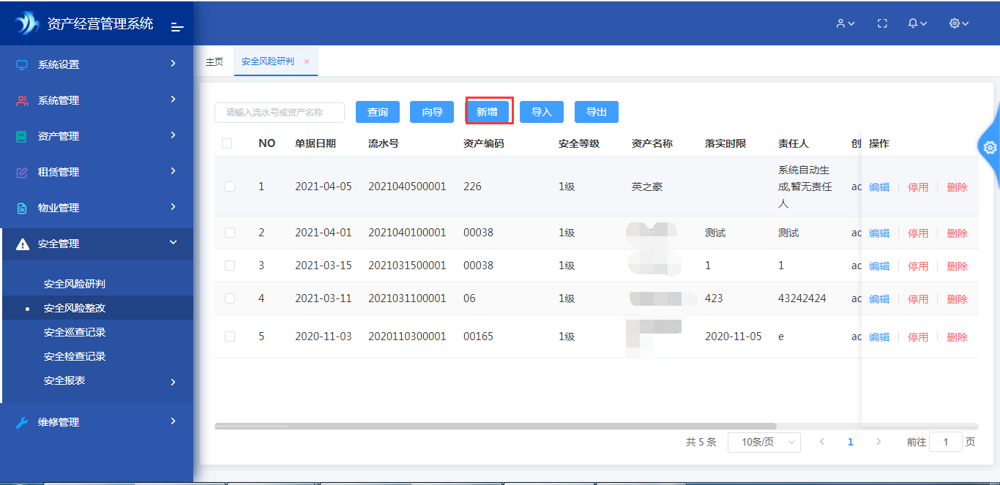 资产经营管理系统
系统设置
系统管理
资产管理
租赁管理
物业管理
安全管理
安全风险研判
安全风险整改
安全巡查记录
安全检查记录
安全报表
维修管理
主页 安全风险研判 ×
请输入流水号或资产名称 查询 向导 新增 导入 导出
NO 单据日期 流水号 资产编码 安全等级 资产名称 落实时限 责任人 创 操作
1 2021-04-05 2021040500001 226 1级 英之豪 系统自动生成,暂无责任人 ac 编辑 停用 删除
2 2021-04-01 2021040100001 00038 1级 测试 测试 ac 编辑 停用 删除
3 2021-03-15 2021031500001 00038 1级 1 1 ac 编辑 停用 删除
4 2021-03-11 2021031100001 06 1级 423 43242424 ac 编辑 停用 删除
5 2020-11-03 2020110300001 00165 1级 2020-11-05 e ac 编辑 停用 删除
共 5 条 10条/页 1 前往 1 页